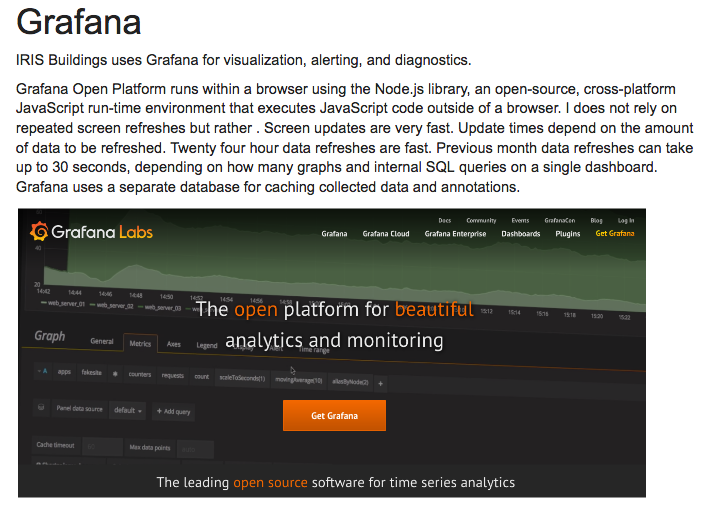 Grafana
IRIS Buildings uses Grafana for visualization, alerting, and diagnostics.
Grafana Open Platform runs within a browser using the Node.js library, an open-source, cross-platform
JavaScript run-time environment that executes JavaScript code outside of a browser. I does not rely on
repeated screen refreshes but rather . Screen updates are very fast. Update times depend on the amount
of data to be refreshed. Twenty four hour data refreshes are fast. Previous month data refreshes can take
up to 30 seconds, depending on how many graphs and internal SQL queries on a single dashboard.
Grafana uses a separate database for caching collected data and annotations.
Docs Community Events GrafanaCon Blog Log In
Grafana Labs
Grafana Grafana Cloud Grafana Enterprise Dashboards Plugins Get Grafana
40
20
14:42 14:44 14:46 14:48 14:50 14:52 14:54 15:12 15:14 15:16 15:18 15:20 15:22
web_server_01 web_server_02 web_server_03
The open platform for beautiful
analytics and monitoring
Graph General Metrics Axes Legend Time range
A apps fakesite counters requests count scaleToSeconds(1) movingAverage(10) aliasByNode(2) +
Panel data source default + Add query
Get Grafana
Cache timeout Max data points
The leading open source software for time series analytics